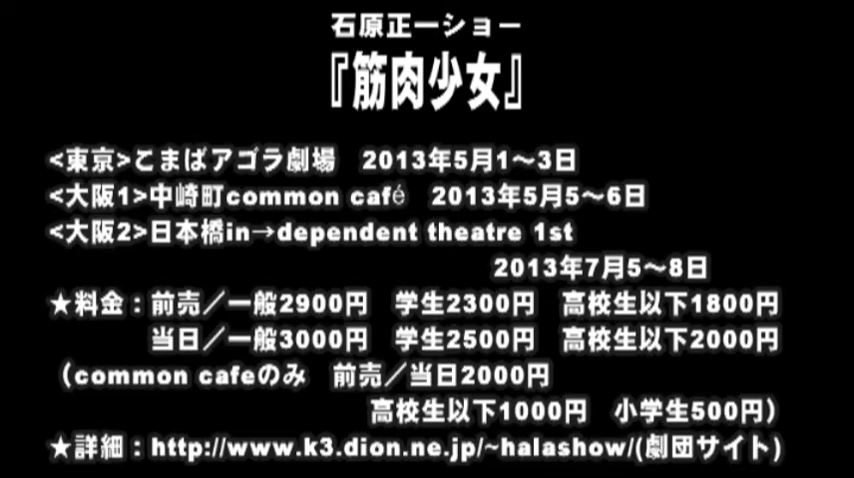 石原正一ショー
『筋肉少女』
<東京>こまばアゴラ劇場　2013年5月1～3日
<大阪1>中崎町common café　2013年5月5～6日
<大阪2>日本橋in→dependent theatre 1st
2013年7月5～8日
★料金：前売／一般2900円　学生2300円　高校生以下1800円
当日／一般3000円　学生2500円　高校生以下2000円
（common cafeのみ　前売／当日2000円
高校生以下1000円　小学生500円）
★詳細：http://www.k3.dion.ne.jp/~halashow/(劇団サイト)